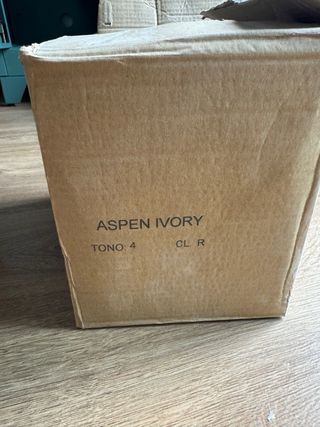 ASPEN IVORY
TONO: 4 CL R